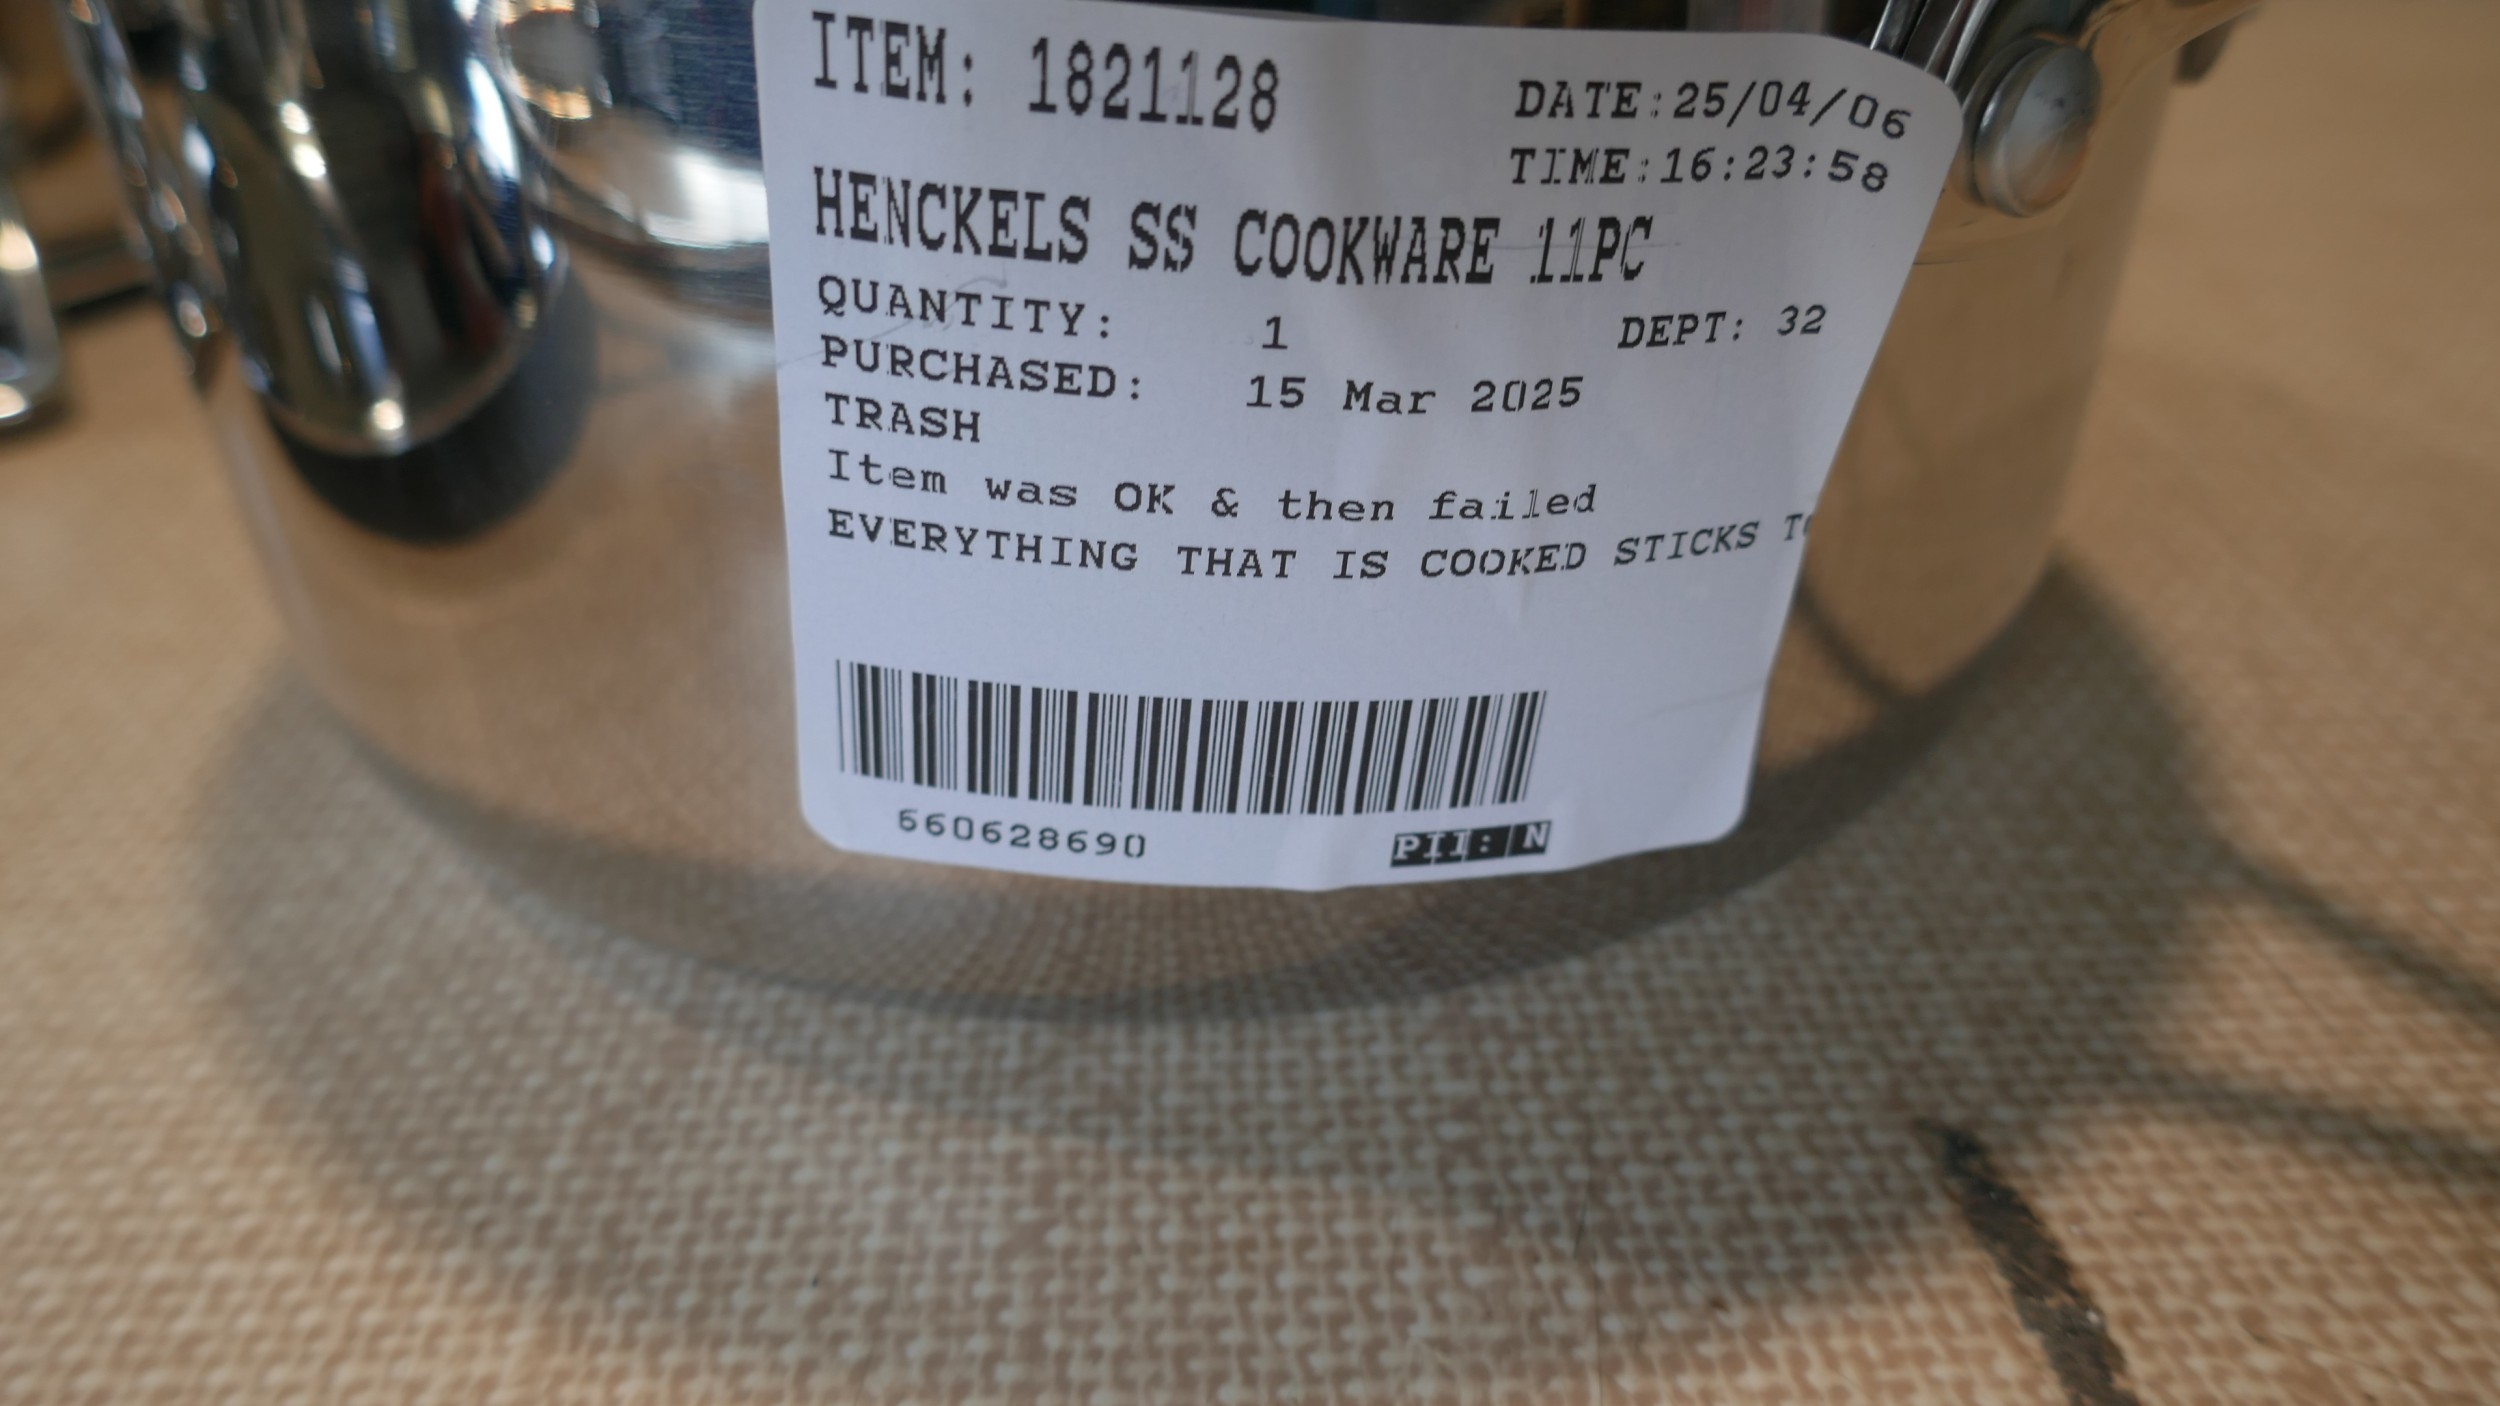 ITEM: 1821128
DATE:25/04/06
TIME:16:23:58
HENCKELS SS COOKWARE 11PC
QUANTITY: 1 DEPT: 32
PURCHASED: 15 Mar 2025
TRASH
Item was OK & then failed
EVERYTHING THAT IS COOKED STICKS TO
560628690 PII: N